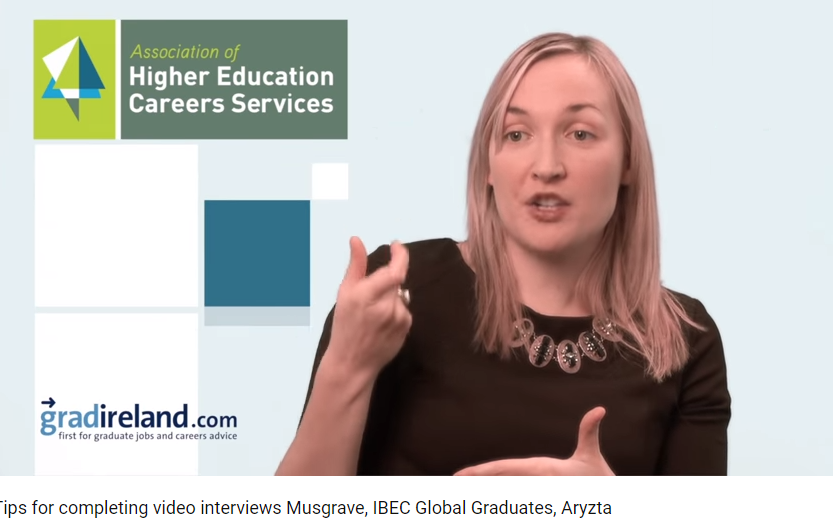 Association of
Higher Education
Careers Services
gradireland.com
first for graduate jobs and careers advice
Tips for completing video interviews Musgrave, IBEC Global Graduates, Aryzta